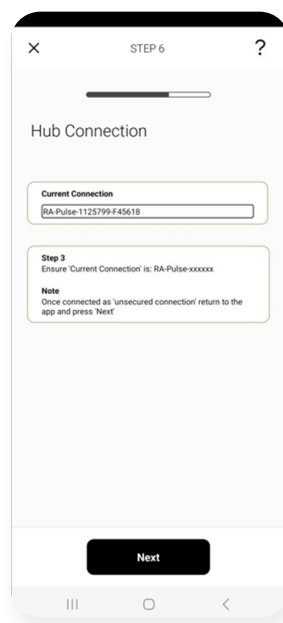 STEP 6
?
Hub Connection
Current Connection
RA-Pulse-1125799-F45618
Step 3
Ensure 'Current Connection' is: RA-Pulse-xxxxxx
Note
Once connected as 'unsecured connection' return to the
app and press 'Next'
Next